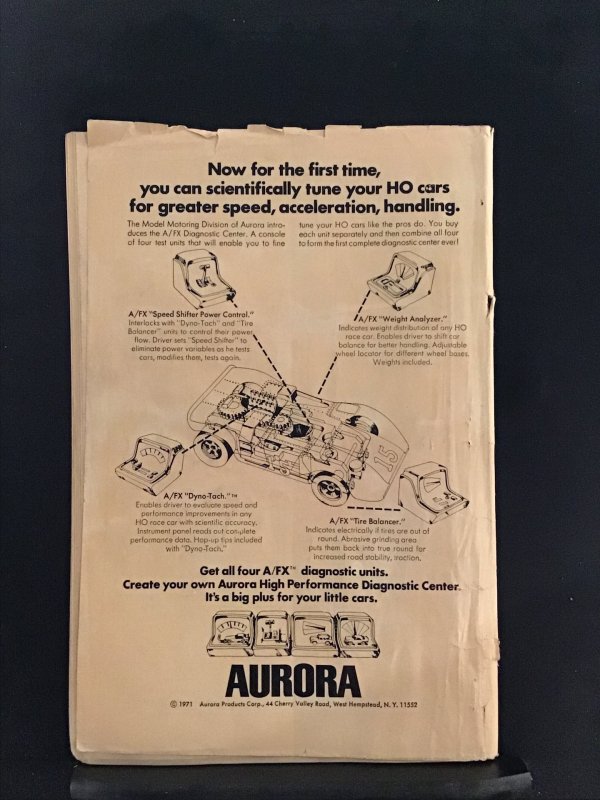 Now for the first time,
you can scientifically tune your HO cars
for greater speed, acceleration, handling.
The Model Motoring Division of Aurora intro-
duces the A/FX Diagnostic Center. A console
of four test units that will enable you to fine
tune your HO cars like the pros do. You buy
each unit separately and then combine all four
to form the first complete diagnostic center ever!
A/FX "Speed Shifter Power Control."
Interlocks with "Dyno-Tach" and "Tire
Balancer" units to control their power
flow. Driver sets "Speed Shifter" to
eliminate power variables as he tests
cars, modifies them, tests again.
A/FX "Weight Analyzer."
Indicates weight distribution of any HO
race car. Enables driver to shift car
balance for better handling. Adjustable
wheel locator for different wheel bases.
Weights included.
15
A/FX "Dyno-Tach."™
Enables driver to evaluate speed and
performance improvements in any
HO race car with scientific accuracy.
Instrument panel reads out complete
performance data. Hop-up tips included
with "Dyno-Tach."
A/FX "Tire Balancer."
Indicates electrically if tires are out of
round. Abrasive grinding area
puts them back into true round for
increased road stability, traction.
Get all four A/FX™ diagnostic units.
Create your own Aurora High Performance Diagnostic Center.
It's a big plus for your little cars.
AURORA
© 1971 Aurora Products Corp., 44 Cherry Valley Road, West Hempstead, N.Y. 11552